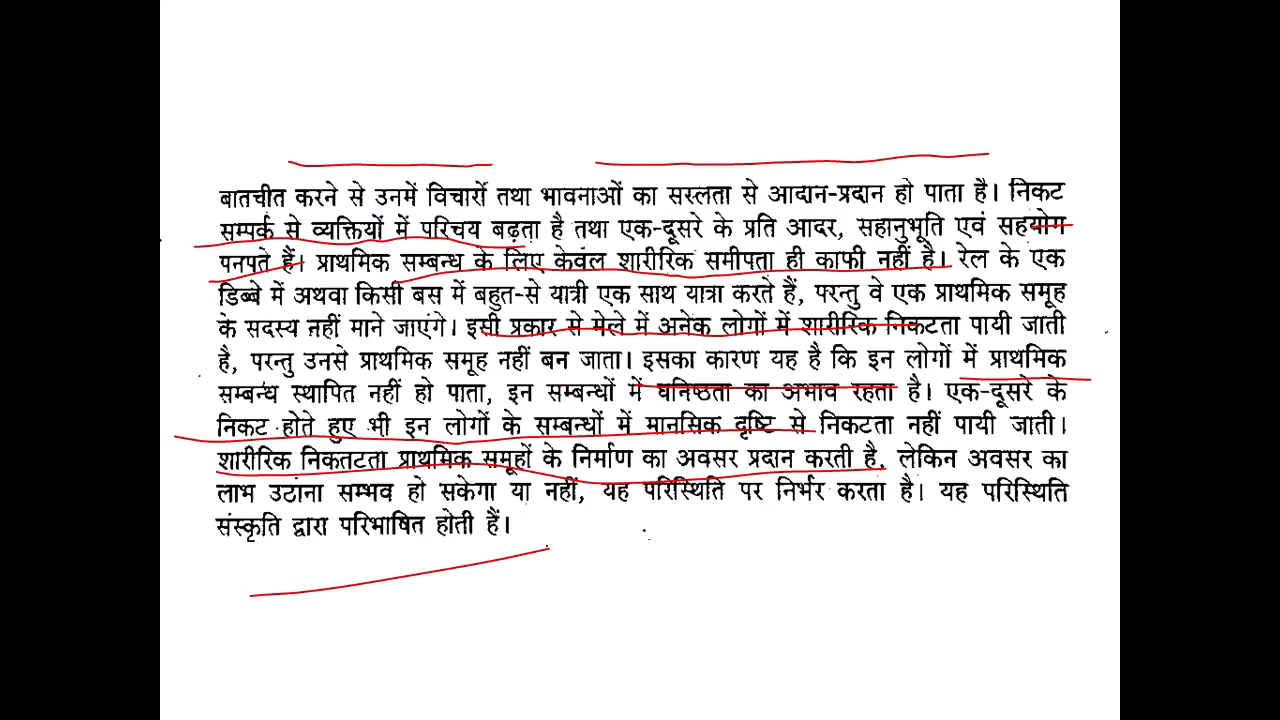 बातचीत करने से उनमें विचारों तथा भावनाओं का सरलता से आदान-प्रदान हो पाता है। निकट
सम्पर्क से व्यक्तियों में परिचय बढ़ता है तथा एक-दूसरे के प्रति आदर, सहानुभूति एवं सहयोग
पनपते हैं। प्राथमिक सम्बन्ध के लिए केवल शारीरिक समीपता ही काफी नहीं है। रेल के एक
डिब्बे में अथवा किसी बस में बहुत-से यात्री एक साथ यात्रा करते हैं, परन्तु वे एक प्राथमिक समूह
के सदस्य नहीं माने जाएंगे। इसी प्रकार से मेले में अनेक लोगों में शारीरिक निकटता पायी जाती
है, परन्तु उनसे प्राथमिक समूह नहीं बन जाता। इसका कारण यह है कि इन लोगों में प्राथमिक
सम्बन्ध स्थापित नहीं हो पाता, इन सम्बन्धों में घनिष्ठता का अभाव रहता है। एक-दूसरे के
निकट होते हुए भी इन लोगों के सम्बन्धों में मानसिक दृष्टि से निकटता नहीं पायी जाती।
शारीरिक निकतटता प्राथमिक समूहों के निर्माण का अवसर प्रदान करती है, लेकिन अवसर का
लाभ उटांना सम्भव हो सकेगा या नहीं, यह परिस्थिति पर निर्भर करता है। यह परिस्थिति
संस्कृति द्वारा परिभाषित होती हैं।